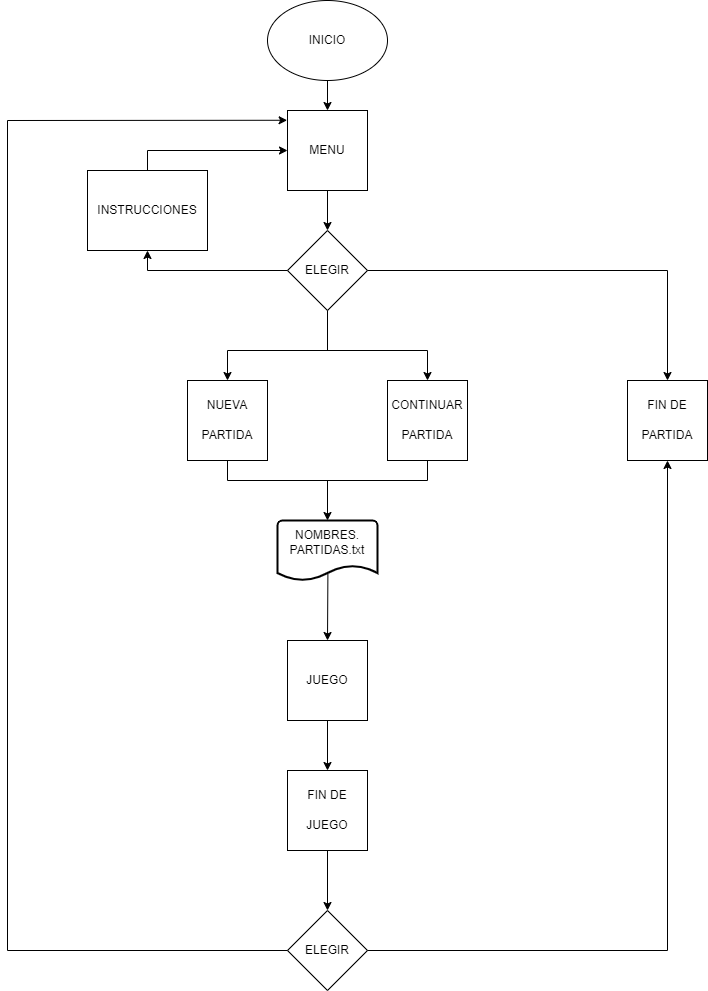 INICIO
MENU
INSTRUCCIONES
ELEGIR
NUEVA
PARTIDA
CONTINUAR
PARTIDA
FIN DE
PARTIDA
NOMBRES.
PARTIDAS.txt
JUEGO
FIN DE
JUEGO
ELEGIR